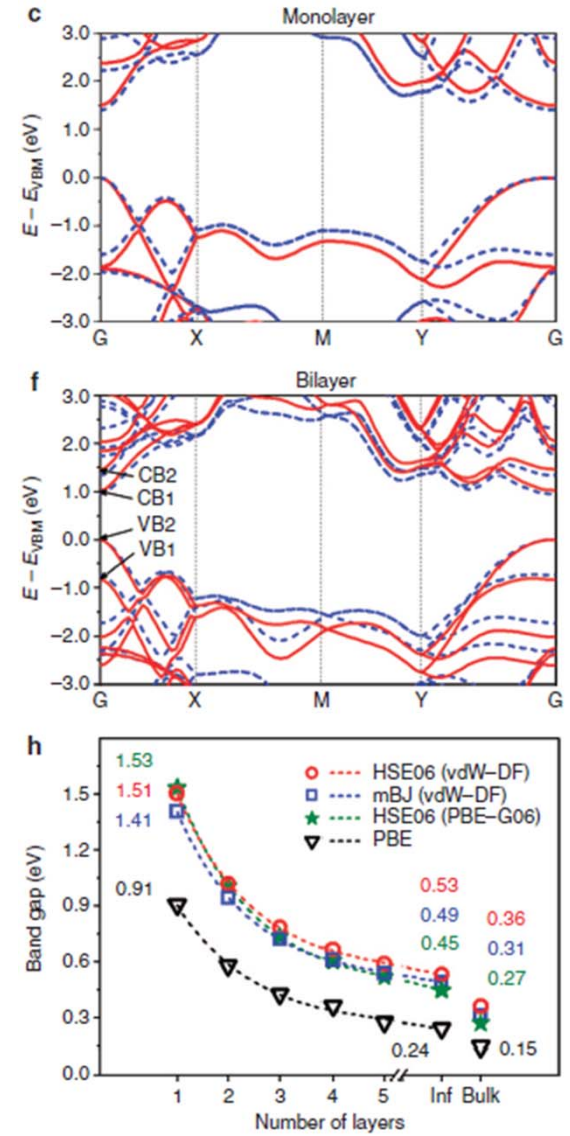 c
Monolayer
3.0
2.0
1.0
0.0
−1.0
−2.0
−3.0
E − EVBM (eV)
G X M Y G
f
Bilayer
3.0
2.0
1.0
0.0
−1.0
−2.0
−3.0
E − EVBM (eV)
CB2
CB1
VB2
VB1
G X M Y G
h
1.53
1.51
1.41
0.91
HSE06 (vdW–DF)
mBJ (vdW–DF)
HSE06 (PBE–G06)
PBE
0.53
0.49
0.45
0.36
0.31
0.27
0.24
0.15
1.5
1.2
0.9
0.6
0.3
0.0
Band gap (eV)
1 2 3 4 5 Inf Bulk
Number of layers